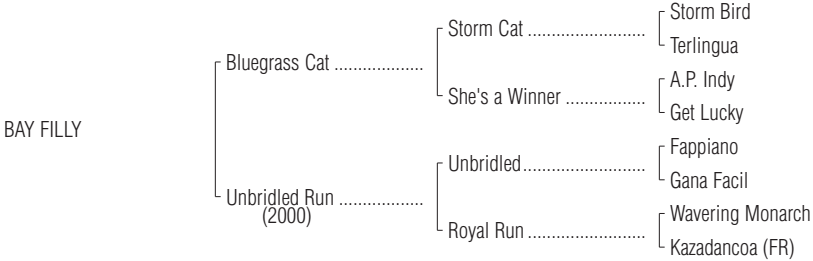 Storm Bird
Storm Cat ........................
Terlingua
Bluegrass Cat ..................
A.P. Indy
She's a Winner ................
Get Lucky
BAY FILLY
Fappiano
Unbridled........................
Gana Facil
Unbridled Run .................
(2000)
Wavering Monarch
Royal Run ........................
Kazadancoa (FR)